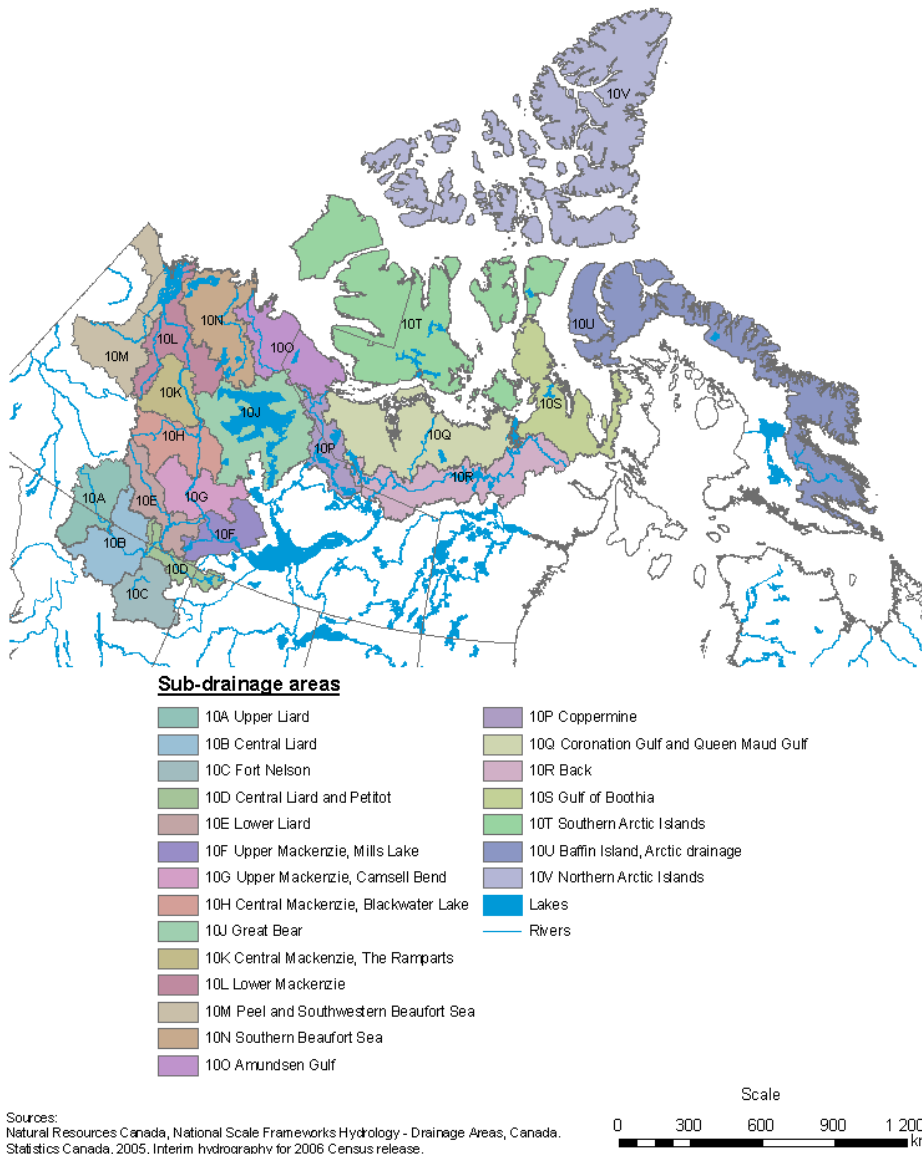 10V
10U
10T
10N
10O
10L
10M
10K
10S
10J
10Q
10H
10P
10R
10A
10E
10G
10F
10B
10D
10C
Sub-drainage areas
10A Upper Liard
10B Central Liard
10C Fort Nelson
10D Central Liard and Petitot
10E Lower Liard
10F Upper Mackenzie, Mills Lake
10G Upper Mackenzie, Camsell Bend
10H Central Mackenzie, Blackwater Lake
10J Great Bear
10K Central Mackenzie, The Ramparts
10L Lower Mackenzie
10M Peel and Southwestern Beaufort Sea
10N Southern Beaufort Sea
10O Amundsen Gulf
10P Coppermine
10Q Coronation Gulf and Queen Maud Gulf
10R Back
10S Gulf of Boothia
10T Southern Arctic Islands
10U Baffin Island, Arctic drainage
10V Northern Arctic Islands
Lakes
Rivers
Scale
0 300 600 900 1 200
km
Sources:
Natural Resources Canada, National Scale Frameworks Hydrology - Drainage Areas, Canada.
Statistics Canada, 2005, Interim hydrography for 2006 Census release.